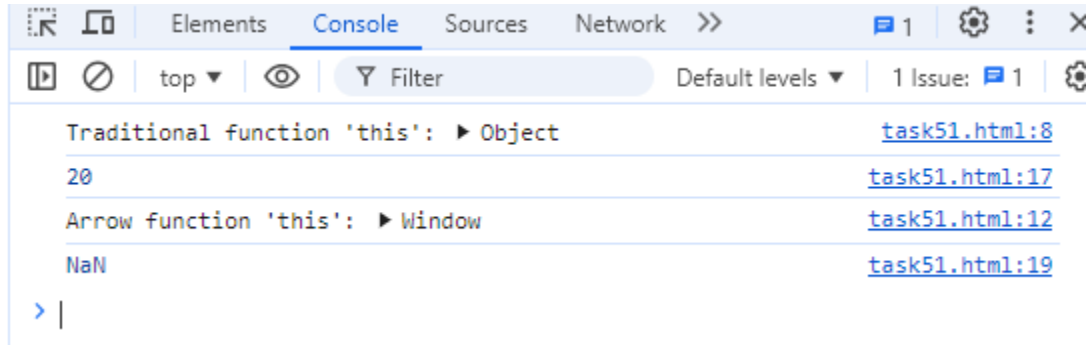 Elements Console Sources Network 1
top Filter Default levels 1 Issue: 1
Traditional function 'this': Object task51.html:8
20 task51.html:17
Arrow function 'this': Window task51.html:12
NaN task51.html:19